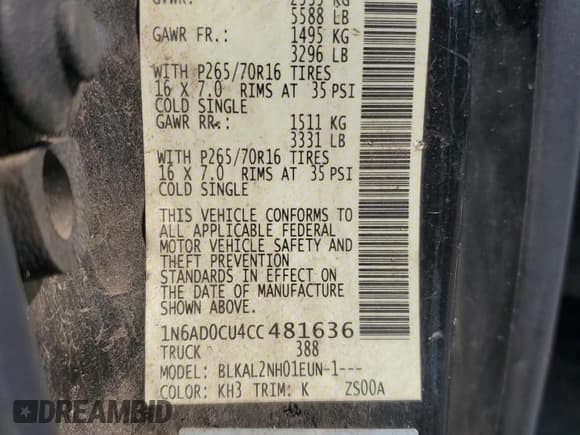 GVWR:
5588 LB
GAWR FR.: 1495 KG
3296 LB
WITH P265/70R16 TIRES
16 X 7.0 RIMS AT 35 PSI
COLD SINGLE
GAWR RR.: 1511 KG
3331 LB
WITH P265/70R16 TIRES
16 X 7.0 RIMS AT 35 PSI
COLD SINGLE
THIS VEHICLE CONFORMS TO
ALL APPLICABLE FEDERAL
MOTOR VEHICLE SAFETY AND
THEFT PREVENTION
STANDARDS IN EFFECT ON
THE DATE OF MANUFACTURE
SHOWN ABOVE.
1N6AD0CU4CC 481636
TRUCK 388
MODEL: BLKAL2NH01EUN-1---
COLOR: KH3 TRIM: K ZS00A
DREAMBID